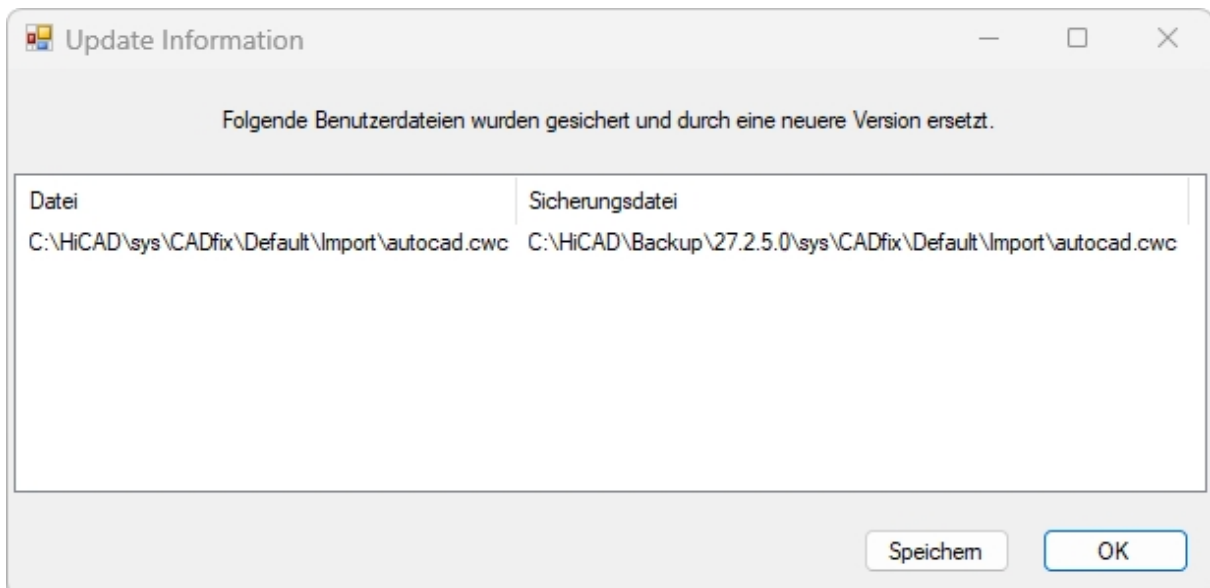 Update Information
Folgende Benutzerdateien wurden gesichert und durch eine neuere Version ersetzt.
Datei Sicherungsdatei
C:\HiCAD\sys\CADfix\Default\Import\autocad.cwc C:\HiCAD\Backup\27.2.5.0\sys\CADfix\Default\Import\autocad.cwc
Speichern OK